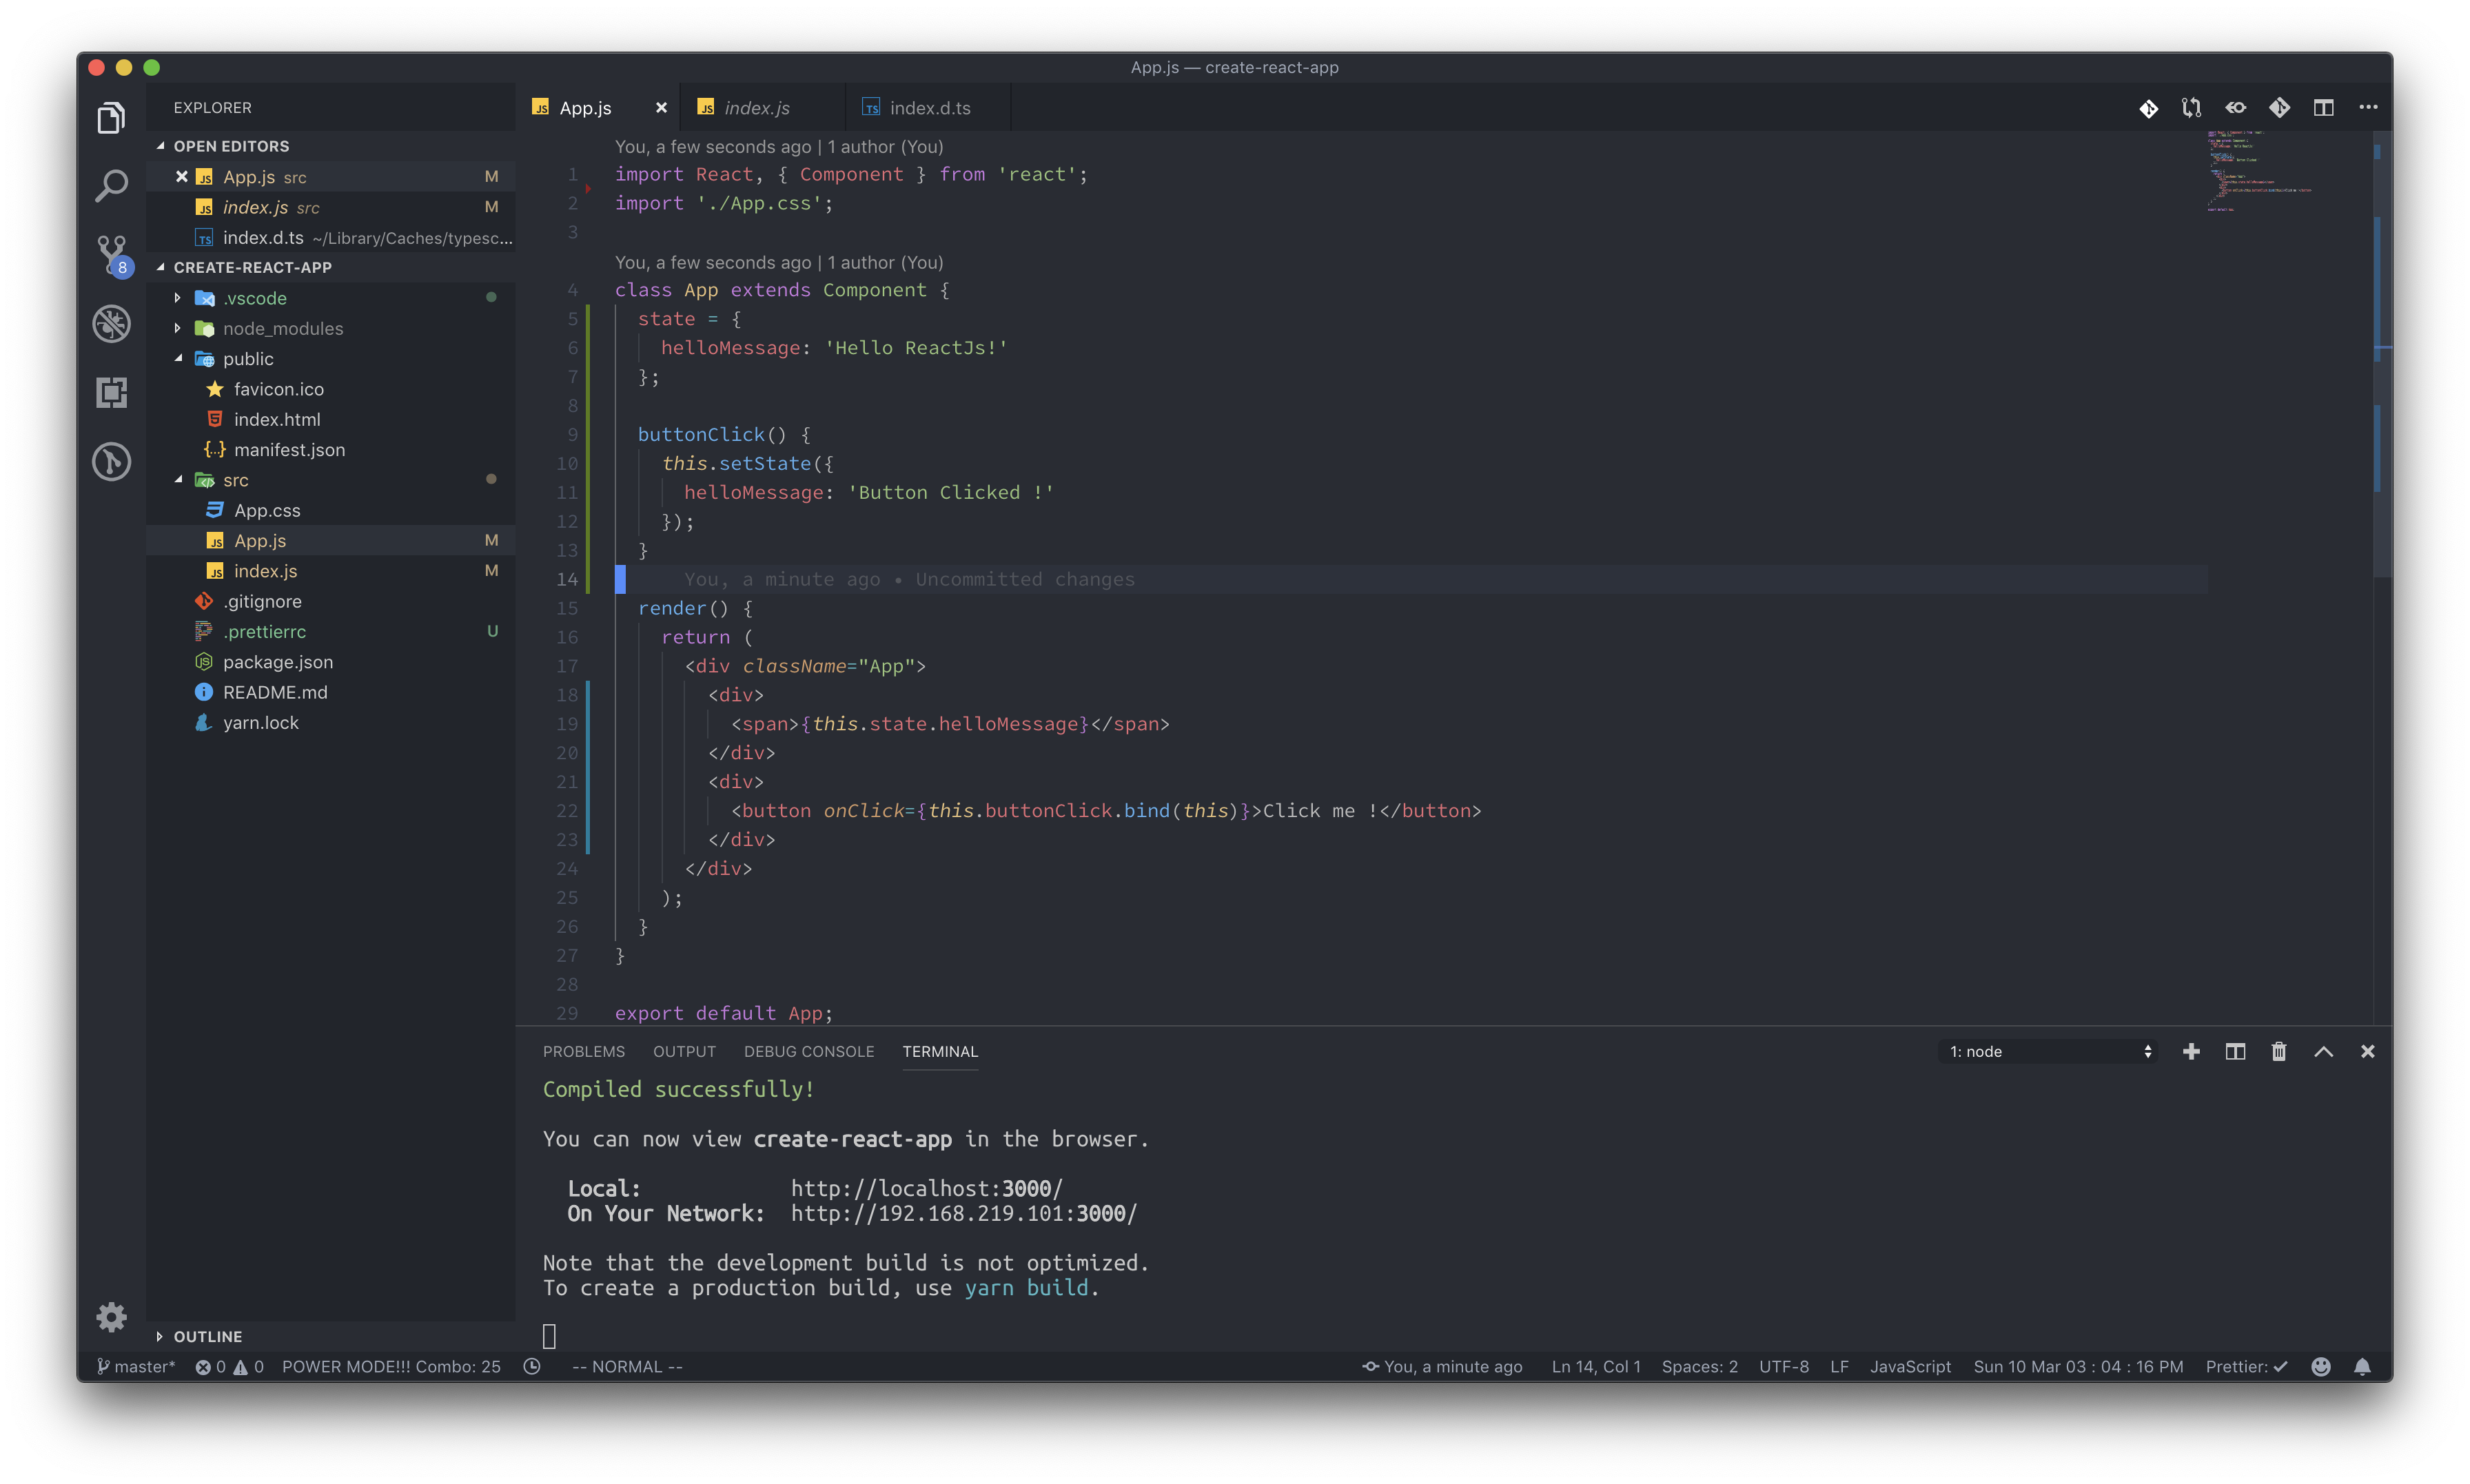 App.js — create-react-app
EXPLORER
OPEN EDITORS
App.js src M
index.js src M
index.d.ts ~/Library/Caches/typesc...
CREATE-REACT-APP
.vscode
node_modules
public
favicon.ico
index.html
manifest.json
src
App.css
App.js M
index.js M
.gitignore
.prettierrc U
package.json
README.md
yarn.lock
OUTLINE
8
App.js index.js index.d.ts
You, a few seconds ago | 1 author (You)
1 import React, { Component } from 'react';
2 import './App.css';
3
You, a few seconds ago | 1 author (You)
4 class App extends Component {
5 state = {
6 helloMessage: 'Hello ReactJs!'
7 };
8
9 buttonClick() {
10 this.setState({
11 helloMessage: 'Button Clicked !'
12 });
13 }
14 You, a minute ago • Uncommitted changes
15 render() {
16 return (
17 <div className="App">
18 <div>
19 <span>{this.state.helloMessage}</span>
20 </div>
21 <div>
22 <button onClick={this.buttonClick.bind(this)}>Click me !</button>
23 </div>
24 </div>
25 );
26 }
27 }
28
29 export default App;
PROBLEMS OUTPUT DEBUG CONSOLE TERMINAL 1: node
Compiled successfully!
You can now view create-react-app in the browser.
Local: http://localhost:3000/
On Your Network: http://192.168.219.101:3000/
Note that the development build is not optimized.
To create a production build, use yarn build.
master* 0 0 POWER MODE!!! Combo: 25 -- NORMAL -- You, a minute ago Ln 14, Col 1 Spaces: 2 UTF-8 LF JavaScript Sun 10 Mar 03 : 04 : 16 PM Prettier: ✓